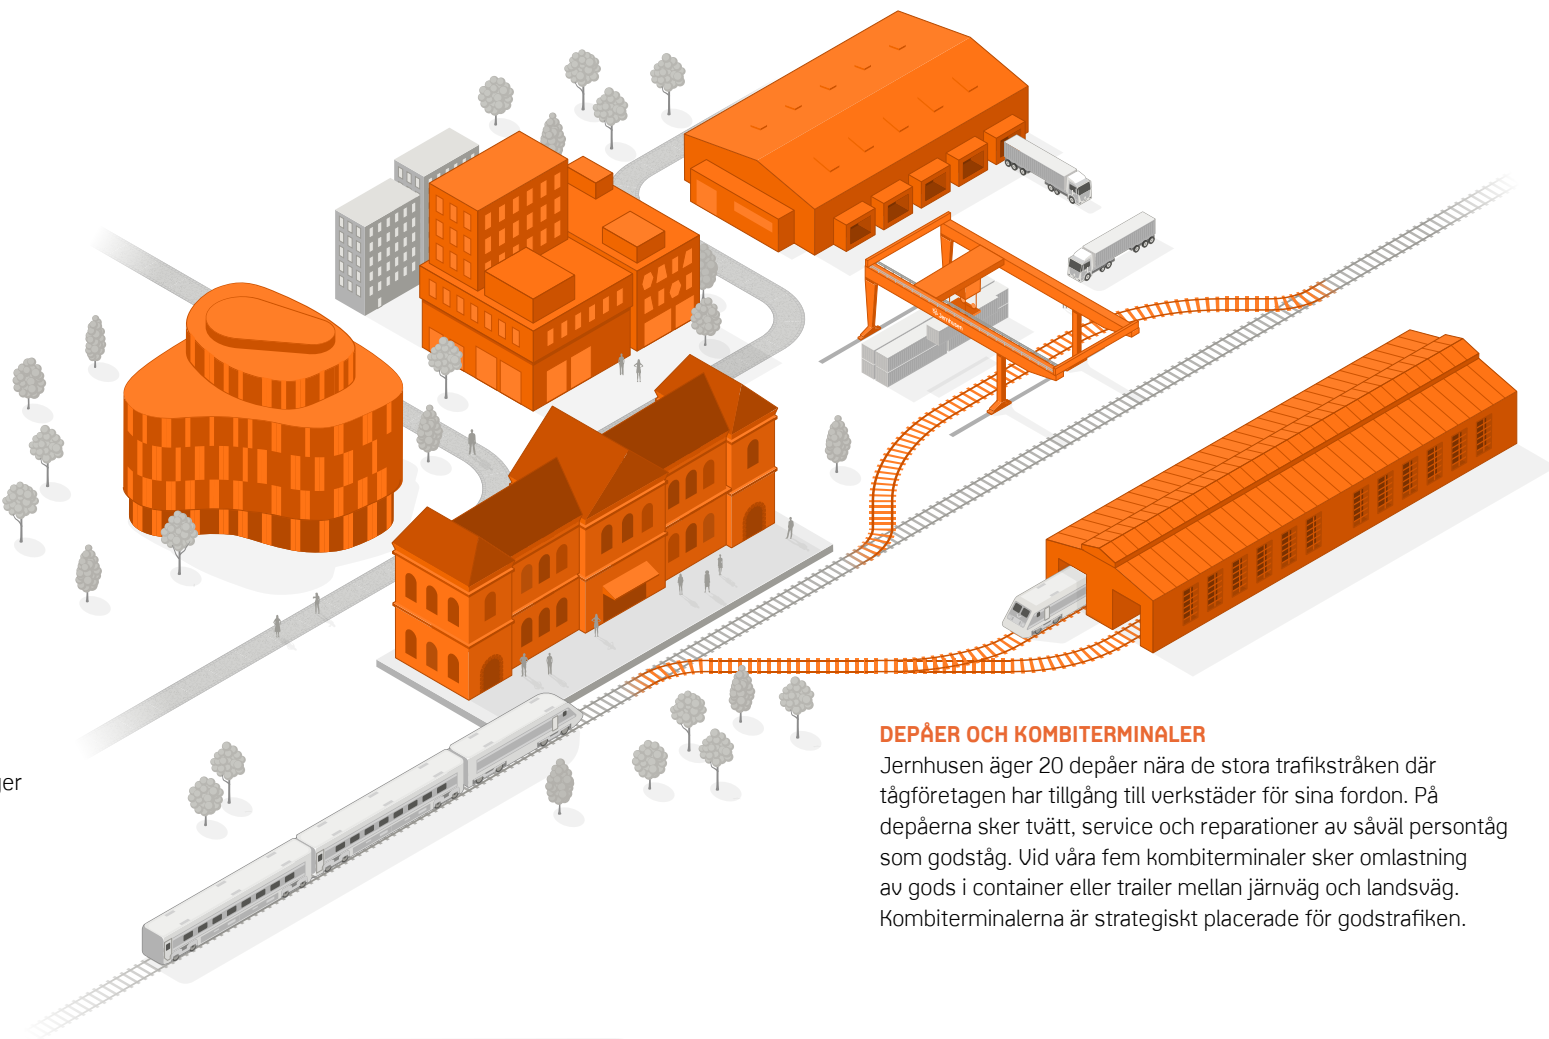 Jernhusen
DEPÅER OCH KOMBITERMINALER
Jernhusen äger 20 depåer nära de stora trafikstråken där
tågföretagen har tillgång till verkstäder för sina fordon. På
depåerna sker tvätt, service och reparationer av såväl persontåg
som godståg. Vid våra fem kombiterminaler sker omlastning
av gods i container eller trailer mellan järnväg och landsväg.
Kombiterminalerna är strategiskt placerade för godstrafiken.